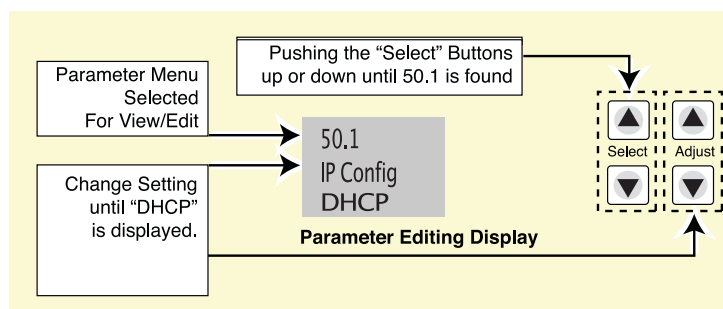 Pushing the “Select” Buttons
up or down until 50.1 is found
Parameter Menu
Selected
For View/Edit
50.1
IP Config
DHCP
Select
Adjust
Change Setting
until “DHCP”
is displayed.
Parameter Editing Display